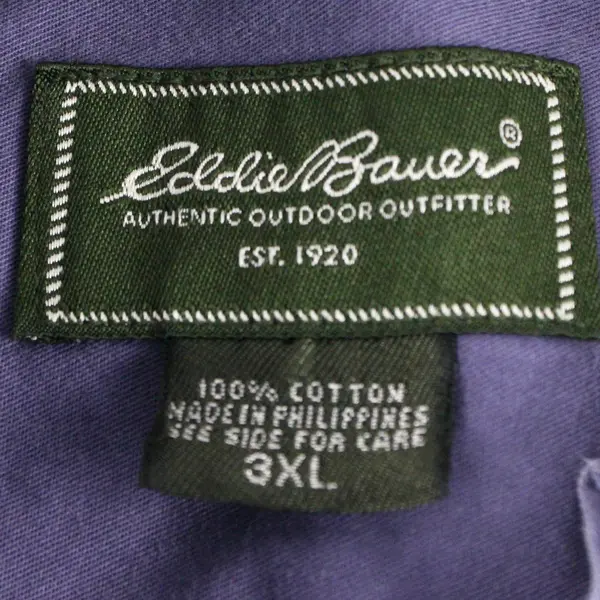 Eddie Bauer®
AUTHENTIC OUTDOOR OUTFITTER
EST. 1920
100% COTTON
MADE IN PHILIPPINES
SEE SIDE FOR CARE
3XL